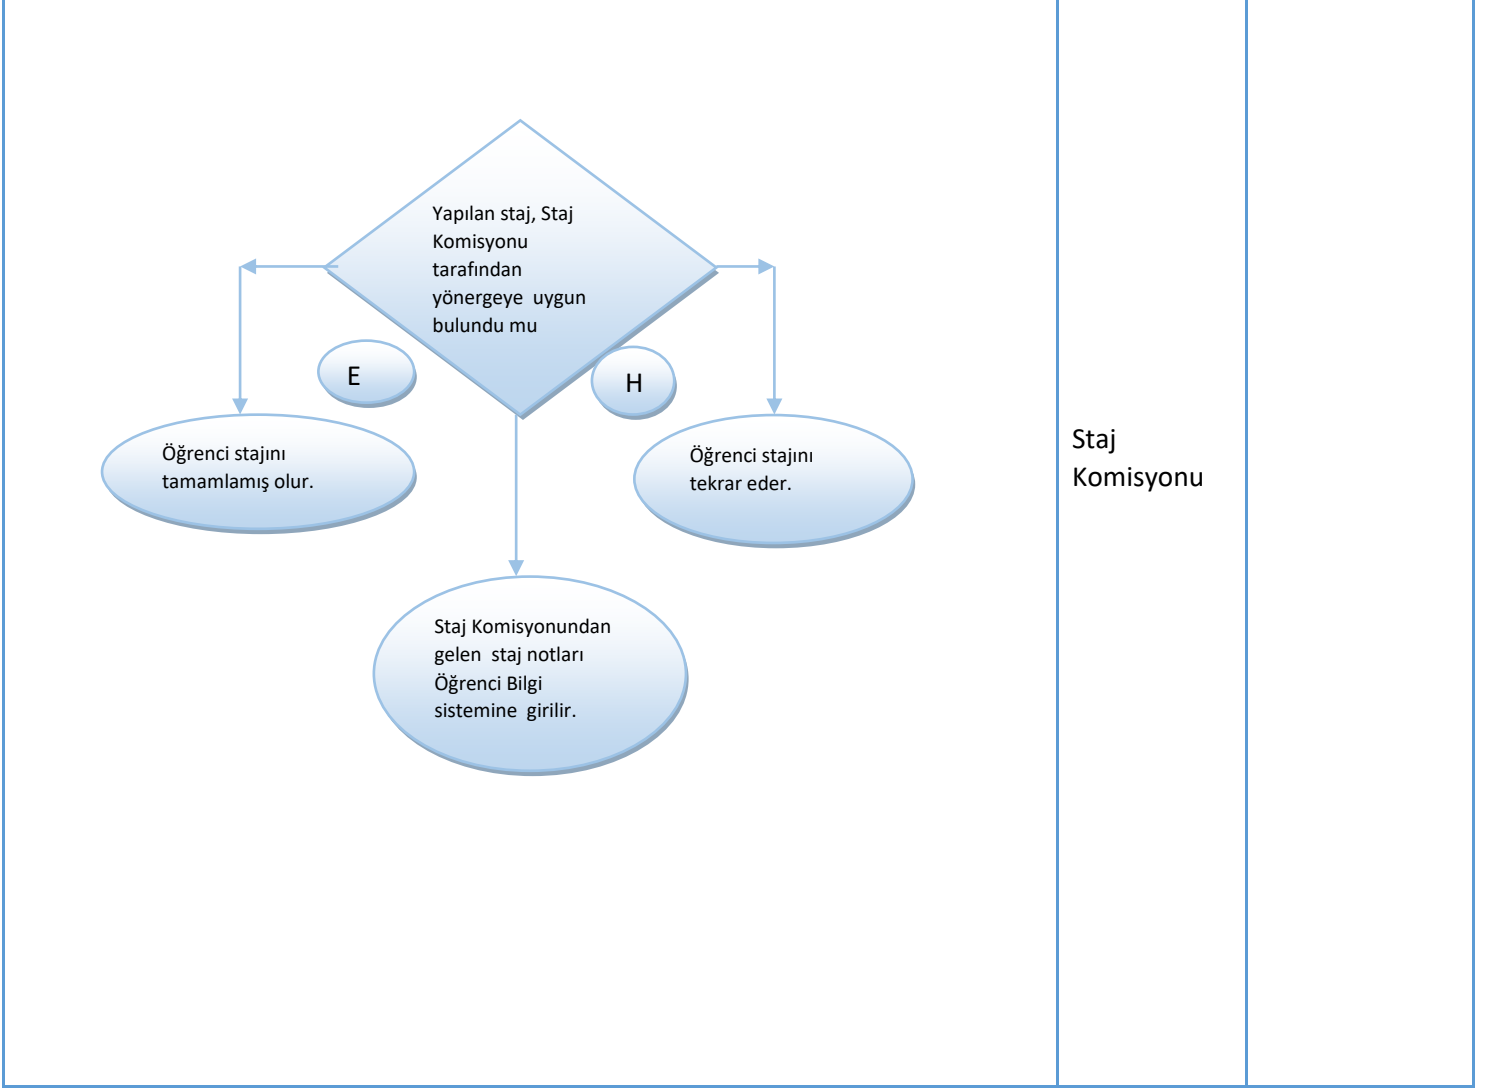 Yapılan staj, Staj
Komisyonu
tarafından
yönergeye uygun
bulundu mu
E
H
Öğrenci stajını
tamamlamış olur.
Öğrenci stajını
tekrar eder.
Staj Komisyonundan
gelen staj notları
Öğrenci Bilgi
sistemine girilir.
Staj
Komisyonu